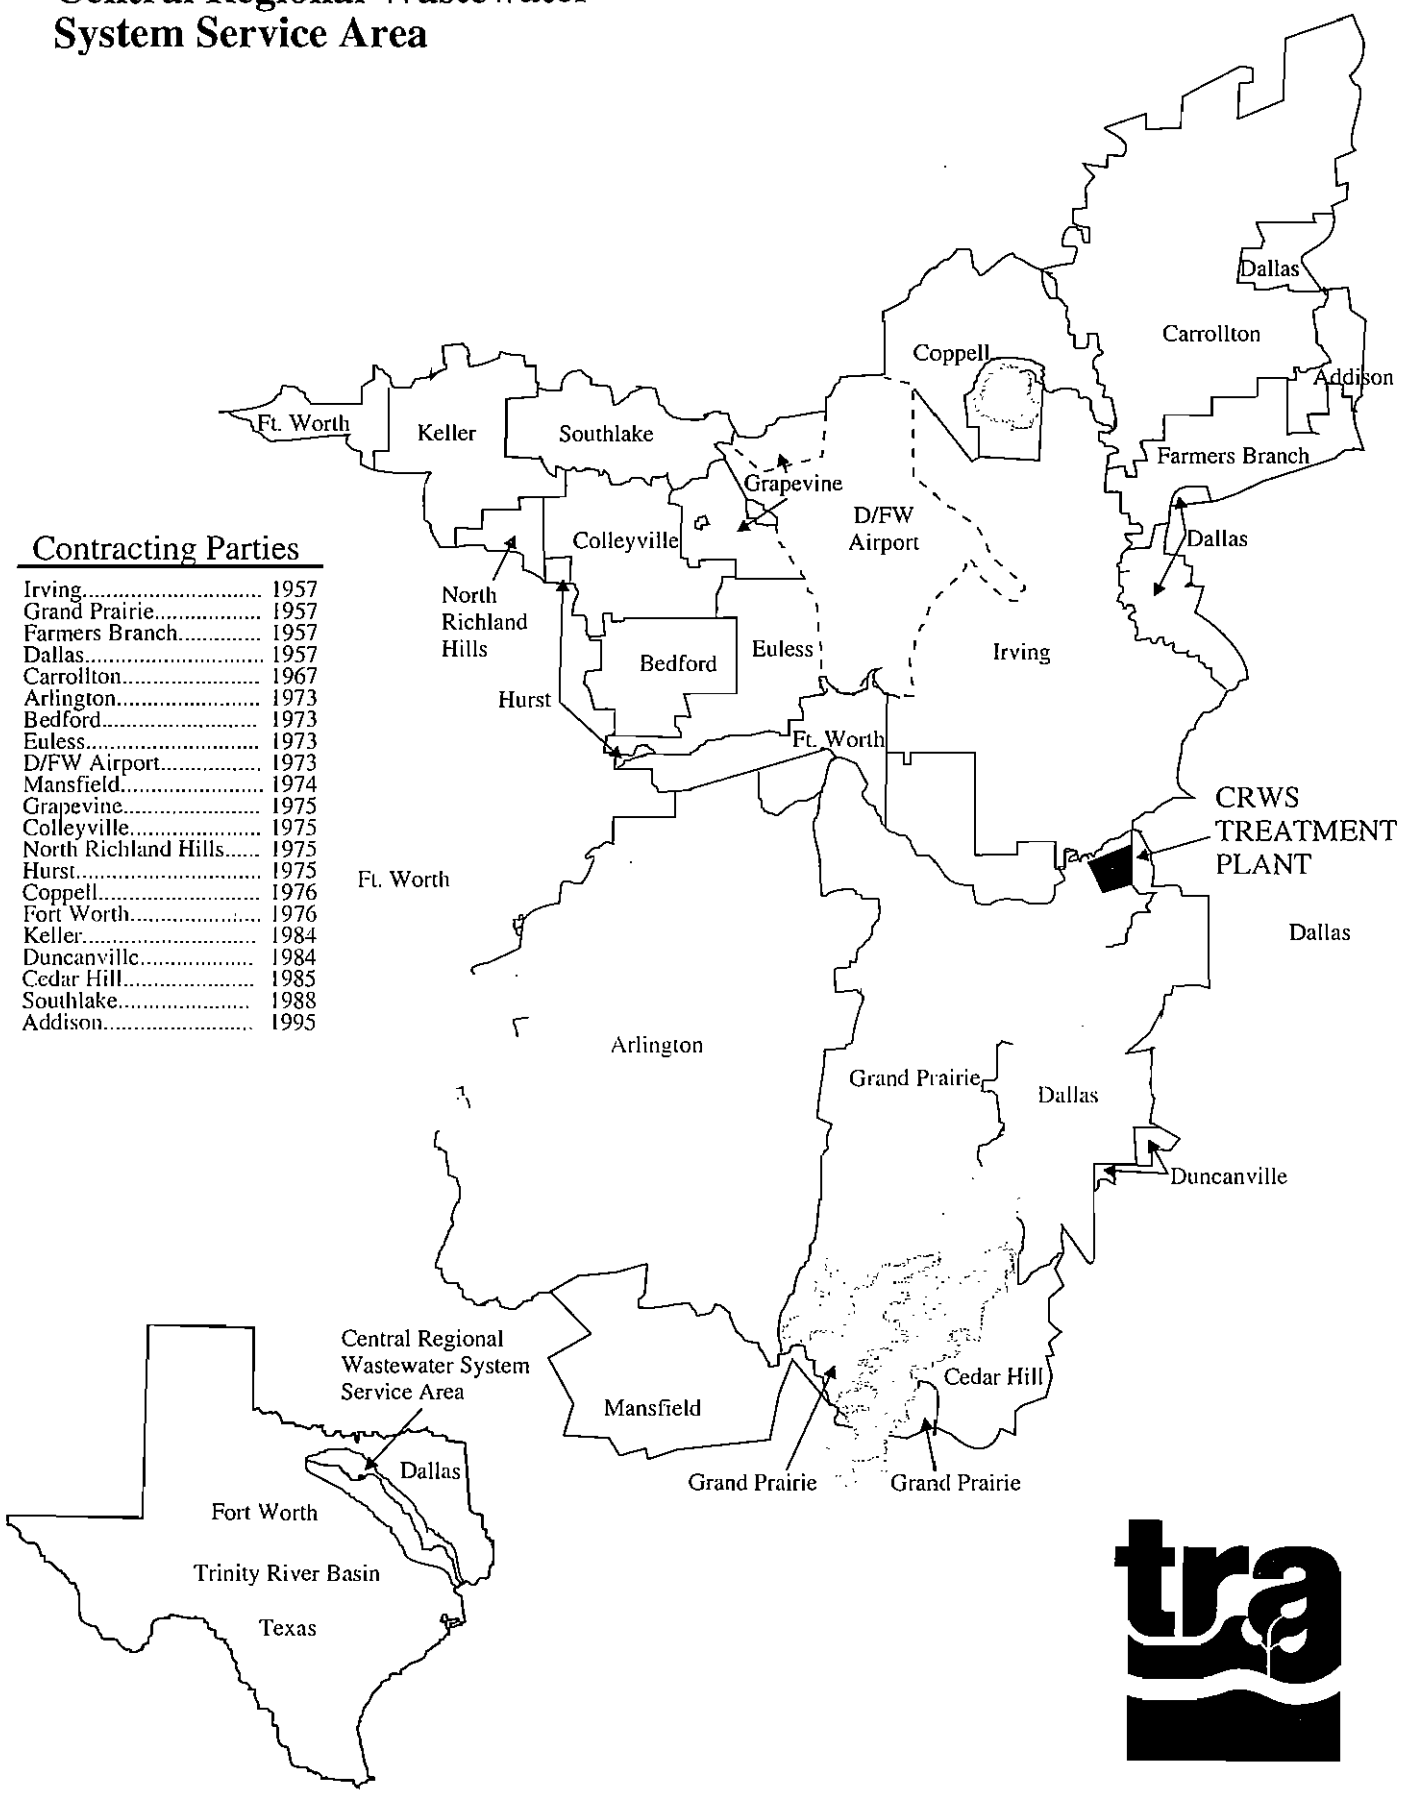 Central Regional Wastewater
System Service Area
Dallas
Carrollton
Coppell
Addison
Ft. Worth
Keller
Southlake
Farmers Branch
Grapevine
D/FW
Airport
Colleyville
Dallas
North
Richland
Hills
Bedford
Euless
Irving
Hurst
Ft. Worth
Contracting Parties
Irving............................. 1957
Grand Prairie.................. 1957
Farmers Branch.............. 1957
Dallas............................. 1957
Carrollton....................... 1967
Arlington........................ 1973
Bedford.......................... 1973
Euless............................. 1973
D/FW Airport................. 1973
Mansfield........................ 1974
Grapevine....................... 1975
Colleyville...................... 1975
North Richland Hills...... 1975
Hurst.............................. 1975
Coppell........................... 1976
Fort Worth...................... 1976
Keller............................. 1984
Duncanville................... 1984
Cedar Hill...................... 1985
Southlake...................... 1988
Addison......................... 1995
CRWS
TREATMENT
PLANT
Ft. Worth
Dallas
Arlington
Grand Prairie
Dallas
Duncanville
Cedar Hill
Mansfield
Grand Prairie
Grand Prairie
Central Regional
Wastewater System
Service Area
Dallas
Fort Worth
Trinity River Basin
Texas
tra